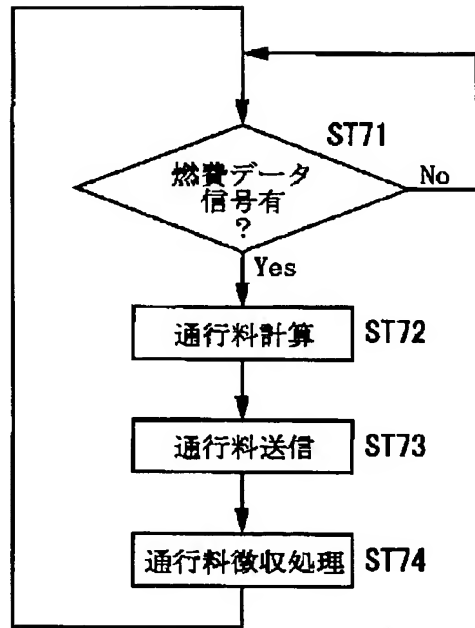 ST71
燃費データ
信号有
?
No
Yes
通行料計算
ST72
通行料送信
ST73
通行料徴収処理
ST74